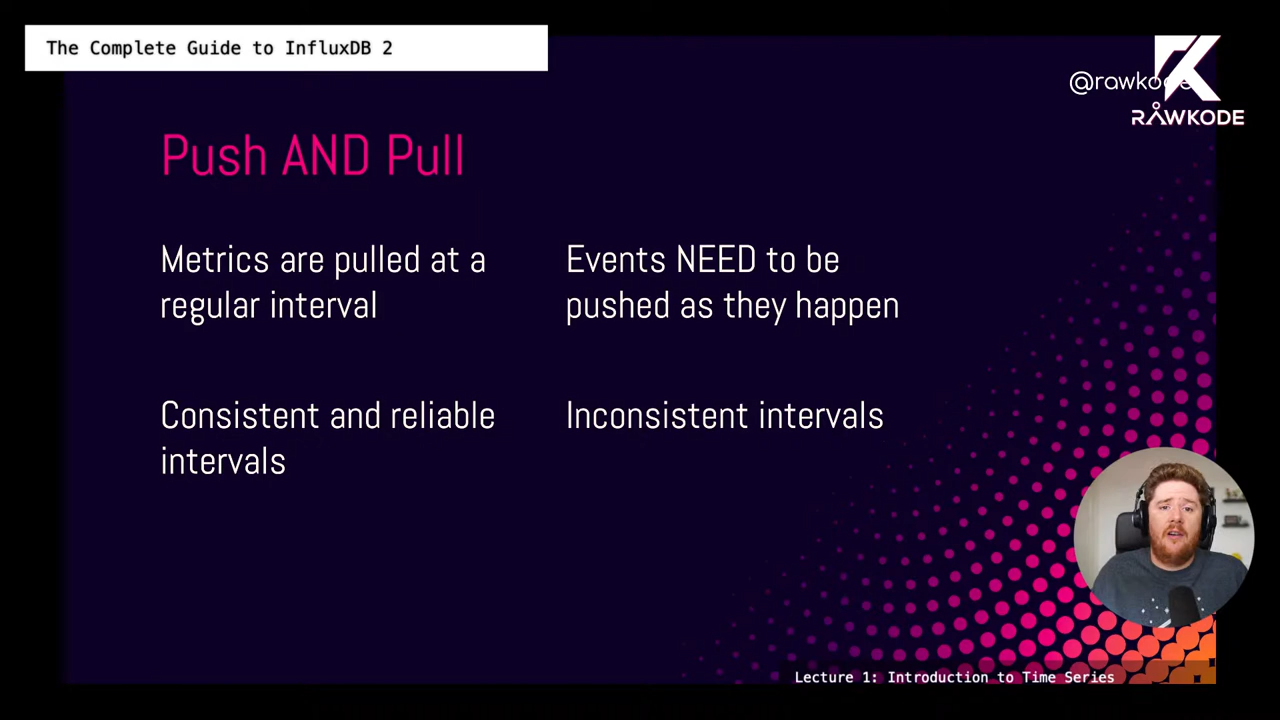 The Complete Guide to InfluxDB 2
@rawkode
RAWKODE
Push AND Pull
Metrics are pulled at a
regular interval
Consistent and reliable
intervals
Events NEED to be
pushed as they happen
Inconsistent intervals
Lecture 1: Introduction to Time Series